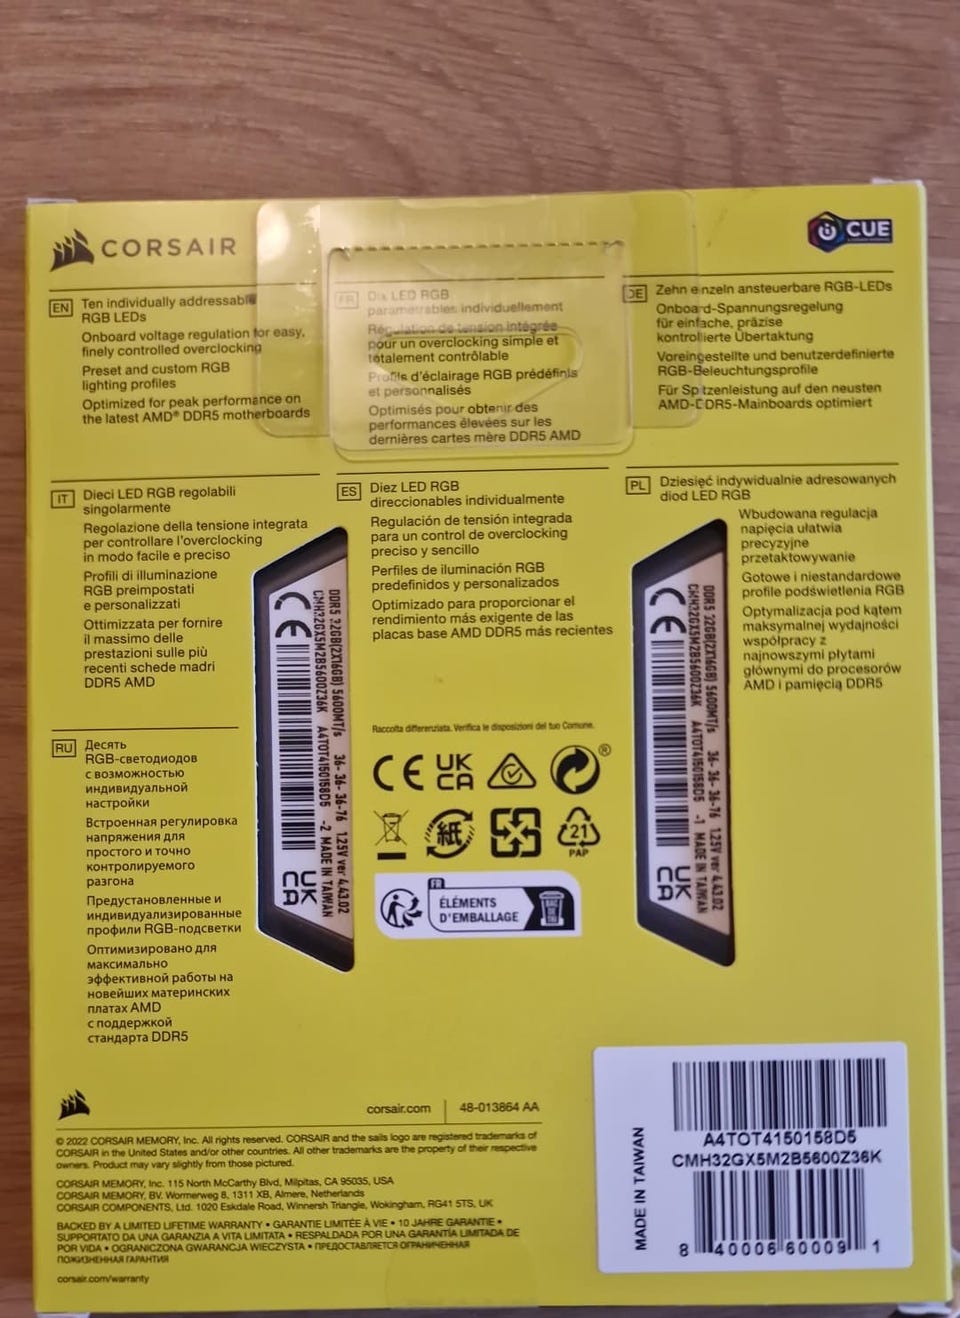 CORSAIR
iCUE
EN
Ten individually addressable
RGB LEDs
Onboard voltage regulation for easy,
finely controlled overclocking
Preset and custom RGB
lighting profiles
Optimized for peak performance on
the latest AMD® DDR5 motherboards
FR
Dix LED RGB
paramétrables individuellement
Régulation de tension intégrée
pour un overclocking simple et
totalement contrôlable
Profils d'éclairage RGB prédéfinis
et personnalisés
Optimisés pour obtenir des
performances élevées sur les
dernières cartes mère DDR5 AMD
DE
Zehn einzeln ansteuerbare RGB-LEDs
Onboard-Spannungsregelung
für einfache, präzise
kontrollierte Übertaktung
Voreingestellte und benutzerdefinierte
RGB-Beleuchtungsprofile
Für Spitzenleistung auf den neusten
AMD-DDR5-Mainboards optimiert
IT
Dieci LED RGB regolabili
singolarmente
Regolazione della tensione integrata
per controllare l'overclocking
in modo facile e preciso
Profili di illuminazione
RGB preimpostati
e personalizzati
Ottimizzata per fornire
il massimo delle
prestazioni sulle più
recenti schede madri
DDR5 AMD
ES
Diez LED RGB
direccionables individualmente
Regulación de tensión integrada
para un control de overclocking
preciso y sencillo
Perfiles de iluminación RGB
predefinidos y personalizados
Optimizado para proporcionar el
rendimiento más exigente de las
placas base AMD DDR5 más recientes
PL
Dziesięć indywidualnie adresowanych
diod LED RGB
Wbudowana regulacja
napięcia ułatwia
precyzyjne
przetaktowywanie
Gotowe i niestandardowe
profile podświetlenia RGB
Optymalizacja pod kątem
maksymalnej wydajności
współpracy z
najnowszymi płytami
głównymi do procesorów
AMD i pamięcią DDR5
RU
Десять
RGB-светодиодов
с возможностью
индивидуальной
настройки
Встроенная регулировка
напряжения для
простого и точно
контролируемого
разгона
Предустановленные и
индивидуализированные
профили RGB-подсветки
Оптимизировано для
максимально
эффективной работы на
новейших материнских
платах AMD
с поддержкой
стандарта DDR5
DDR5 32GB(2X16GB) 5600MT/s 36-36-36-76 1.25V ver 4.43.02
CMH32GX5M2B5600Z36K A4TOT4150158D5 -2 MADE IN TAIWAN
CE
UK
CA
DDR5 32GB(2X16GB) 5600MT/s 36-36-36-76 1.25V ver 4.43.02
CMH32GX5M2B5600Z36K A4TOT4150158D5 -1 MADE IN TAIWAN
CE
UK
CA
Raccolta differenziata. Verifica le disposizioni del tuo Comune.
CE
UK
CA
®
紙
21
PAP
FR
ÉLÉMENTS
D'EMBALLAGE
BAC
DE
TRI
corsair.com
48-013864 AA
© 2022 CORSAIR MEMORY, Inc. All rights reserved. CORSAIR and the sails logo are registered trademarks of
CORSAIR in the United States and/or other countries. All other trademarks are the property of their respective
owners. Product may vary slightly from those pictured.
CORSAIR MEMORY, Inc. 115 North McCarthy Blvd, Milpitas, CA 95035, USA
CORSAIR MEMORY, BV. Wormerweg 8, 1311 XB, Almere, Netherlands
CORSAIR COMPONENTS, Ltd. 1020 Eskdale Road, Winnersh Triangle, Wokingham, RG41 5TS, UK
BACKED BY A LIMITED LIFETIME WARRANTY • GARANTIE LIMITÉE À VIE • 10 JAHRE GARANTIE •
SUPPORTATO DA UNA GARANZIA A VITA LIMITATA • RESPALDADA POR UNA GARANTÍA LIMITADA DE
POR VIDA • OGRANICZONA GWARANCJA WIECZYSTA • ПРЕДОСТАВЛЯЕТСЯ ОГРАНИЧЕННАЯ
ПОЖИЗНЕННАЯ ГАРАНТИЯ
corsair.com/warranty
MADE IN TAIWAN
A4TOT4150158D5
CMH32GX5M2B5600Z36K
8 40006 60009 1